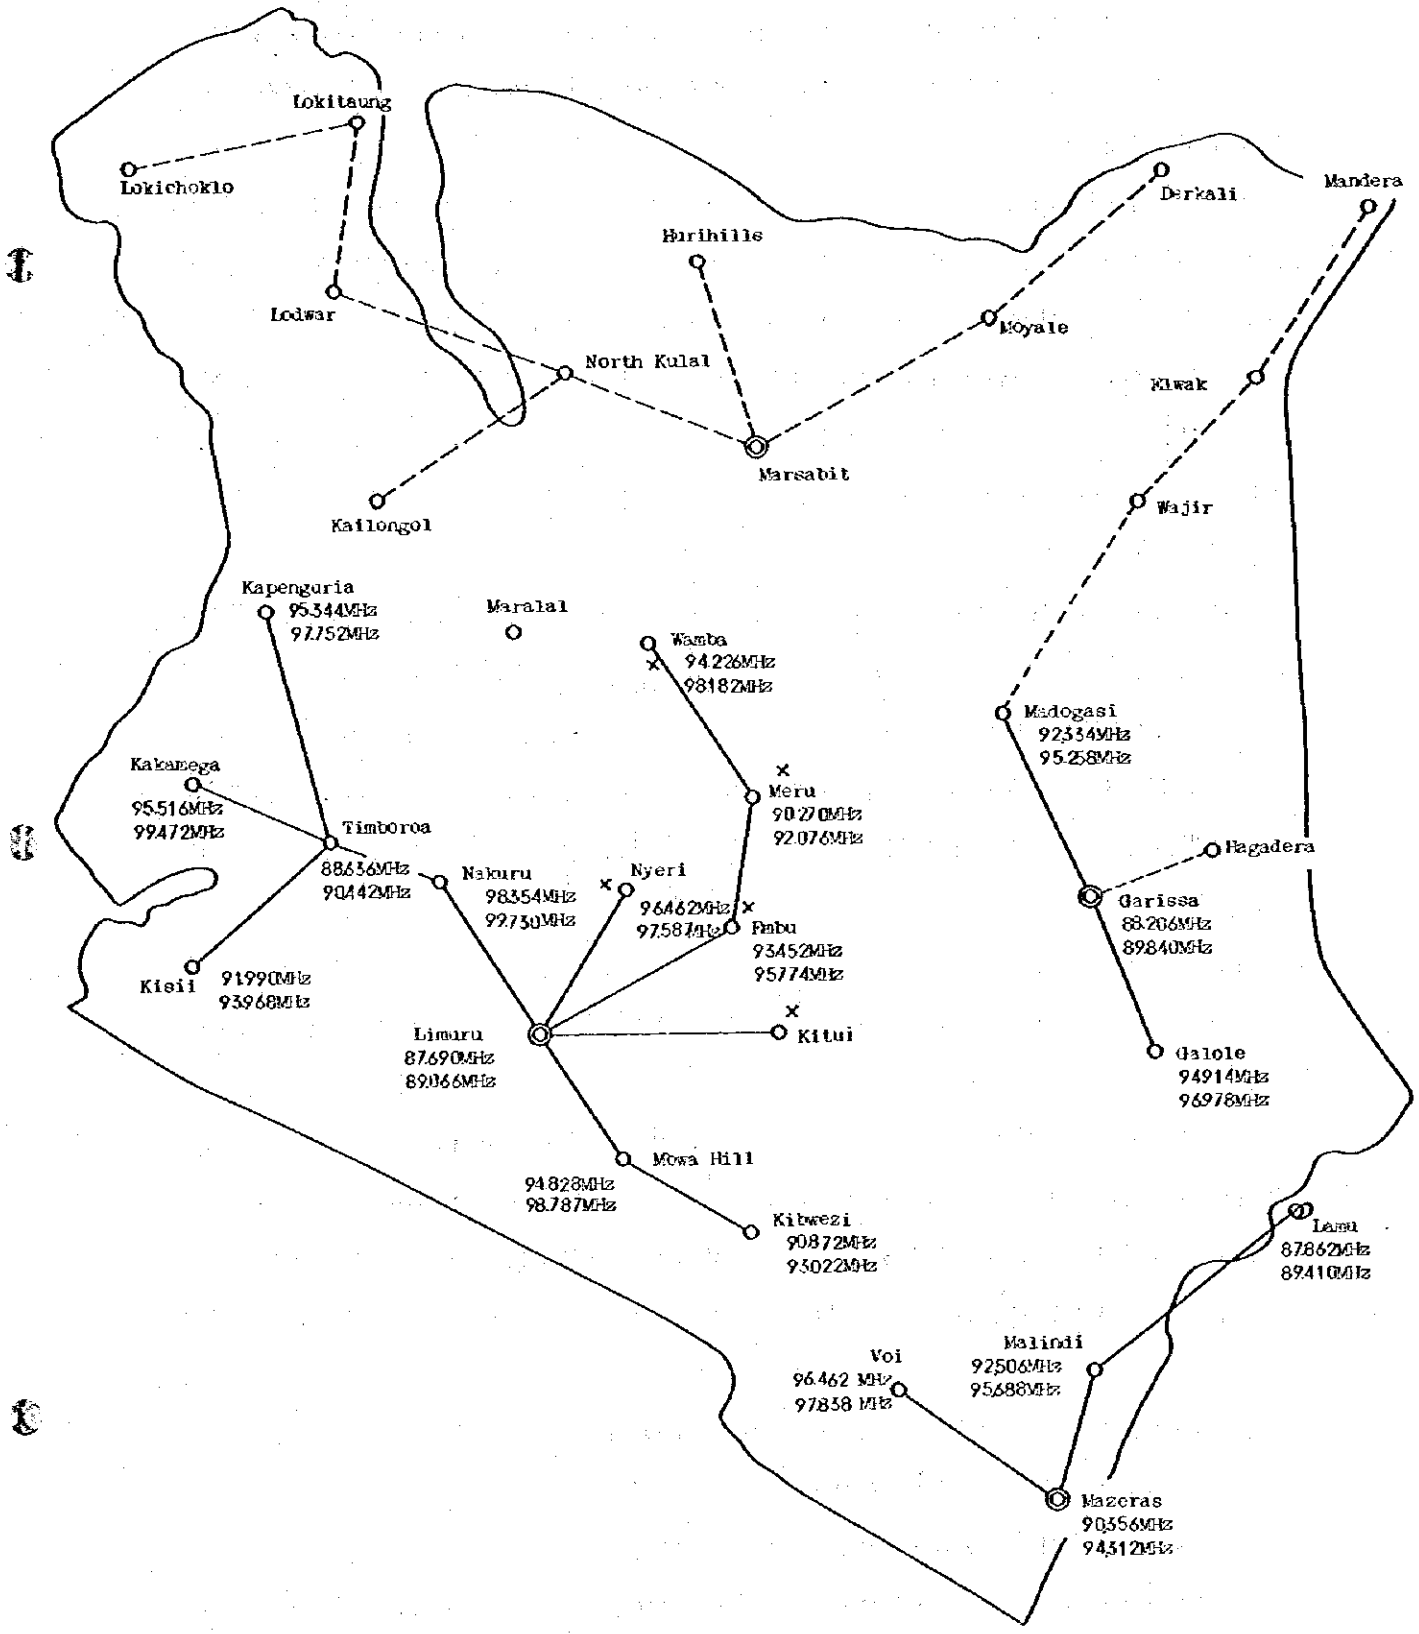 Lokitaung
Lokichokio
Derkali
Mandera
Hurihills
Lodwar
Moyale
North Kulal
Elwak
Marsabit
Wajir
Kailongol
Kapenguria
95.344MHz
97.752MHz
Maralal
Wamba
94.226MHz
98.182MHz
Madogasi
92.334MHz
95.258MHz
Kakamega
95.516MHz
99.472MHz
Meru
90.270MHz
92.076MHz
Timboroa
88.636MHz
90.442MHz
Nakuru
98.354MHz
99.730MHz
Nyeri
96.462MHz
97.587MHz
Hagadera
Garissa
88.206MHz
89.840MHz
Embu
93.452MHz
95.774MHz
Kisii
91.990MHz
93.968MHz
Limuru
87.690MHz
89.066MHz
Kitui
Galole
94.914MHz
96.978MHz
Mowa Hill
94.828MHz
98.787MHz
Kibwezi
90.872MHz
93.022MHz
Lamu
87.862MHz
89.410MHz
Malindi
92.506MHz
95.688MHz
Voi
96.462 MHz
97.838 MHz
Mazeras
90.356MHz
94.312MHz